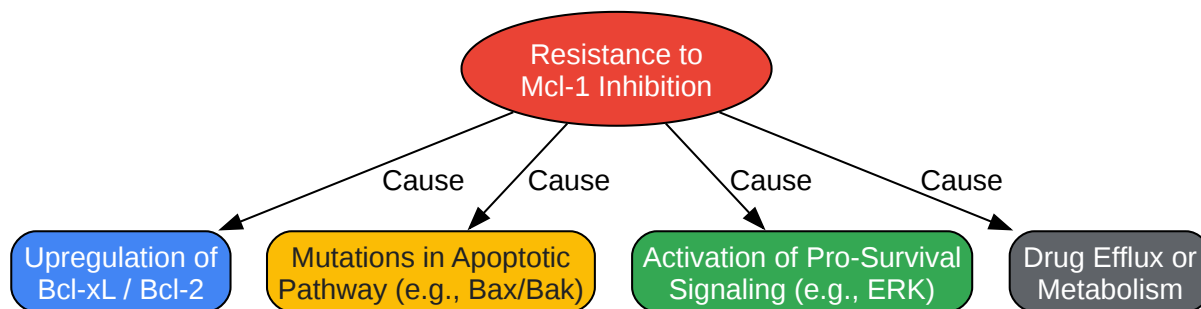 Resistance to
Mcl-1 Inhibition
Cause
Cause
Cause
Cause
Upregulation of
Bcl-xL / Bcl-2
Mutations in Apoptotic
Pathway (e.g., Bax/Bak)
Activation of Pro-Survival
Signaling (e.g., ERK)
Drug Efflux or
Metabolism